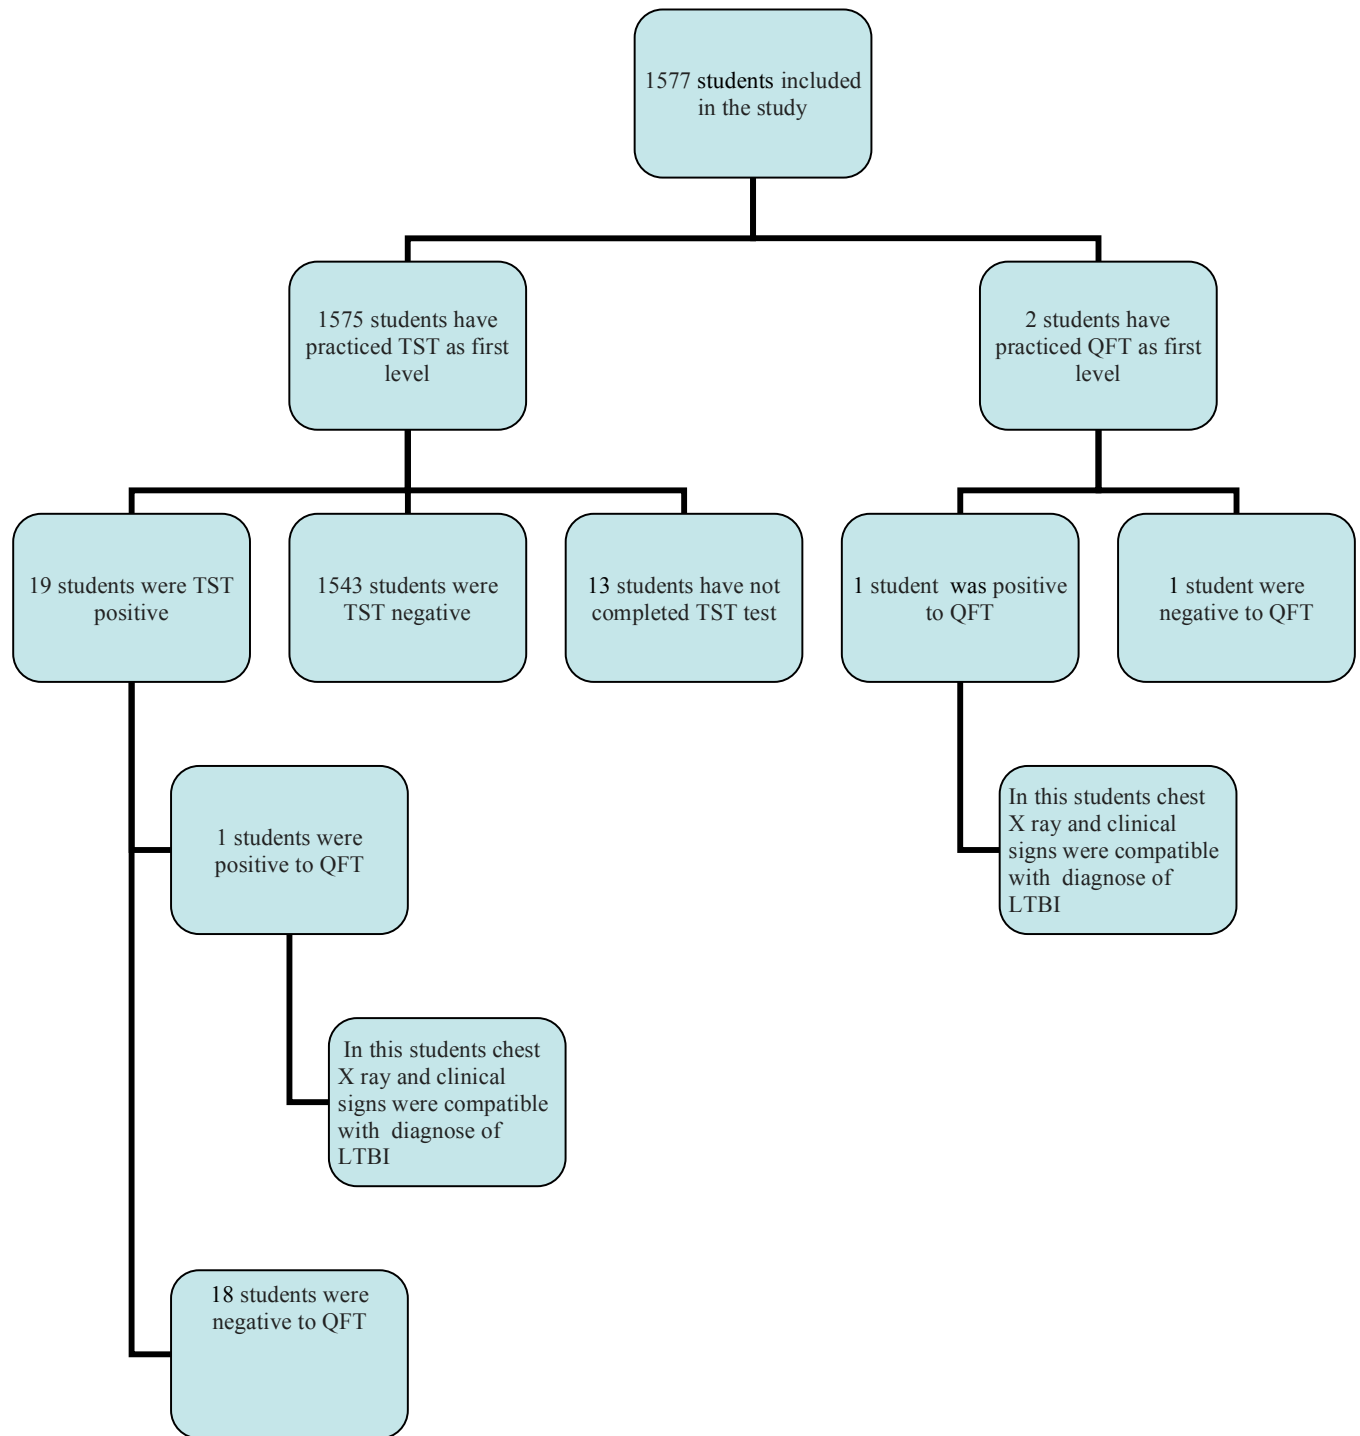 1577 students included
in the study
1575 students have
practiced TST as first
level
2 students have
practiced QFT as first
level
19 students were TST
positive
1543 students were
TST negative
13 students have not
completed TST test
1 student was positive
to QFT
1 student were
negative to QFT
1 students were
positive to QFT
In this students chest
X ray and clinical
signs were compatible
with diagnose of
LTBI
In this students chest
X ray and clinical
signs were compatible
with diagnose of
LTBI
18 students were
negative to QFT